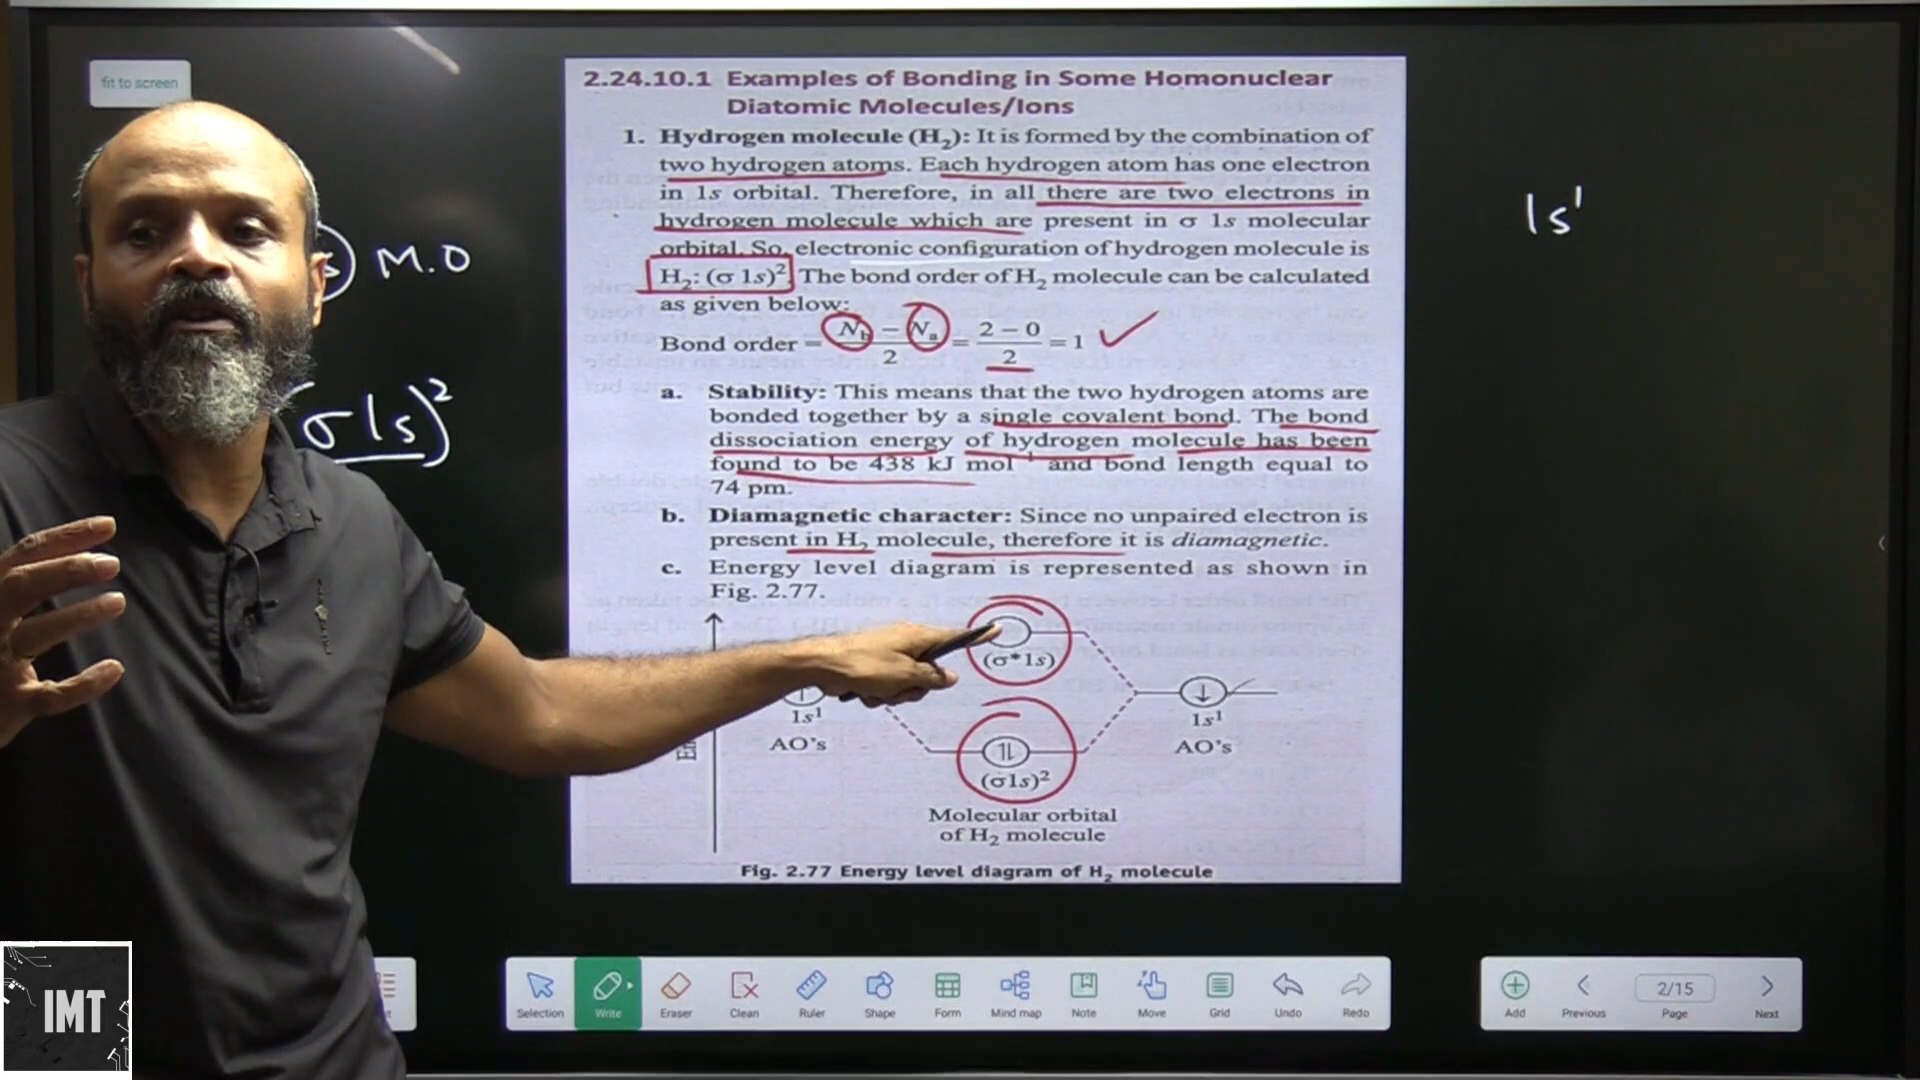 fit to screen
2.24.10.1 Examples of Bonding in Some Homonuclear
Diatomic Molecules/Ions
1. Hydrogen molecule (H₂): It is formed by the combination of
two hydrogen atoms. Each hydrogen atom has one electron
in 1s orbital. Therefore, in all there are two electrons in
hydrogen molecule which are present in σ 1s molecular
orbital. So, electronic configuration of hydrogen molecule is
H₂: (σ 1s)². The bond order of H₂ molecule can be calculated
as given below:
Bond order = (N_b − N_a)/2 = (2 − 0)/2 = 1 ✓
a. Stability: This means that the two hydrogen atoms are
bonded together by a single covalent bond. The bond
dissociation energy of hydrogen molecule has been
found to be 438 kJ mol⁻¹ and bond length equal to
74 pm.
b. Diamagnetic character: Since no unpaired electron is
present in H₂ molecule, therefore it is diamagnetic.
c. Energy level diagram is represented as shown in
Fig. 2.77.
(σ*1s)
1s¹
AO's
1s¹
AO's
(σ1s)²
Molecular orbital
of H₂ molecule
Fig. 2.77 Energy level diagram of H₂ molecule
M.O
(σ1s)²
1s¹
Selection
Write
Eraser
Clean
Ruler
Shape
Form
Mind map
Note
Move
Grid
Undo
Redo
Add
Previous
2/15
Page
Next
IMT